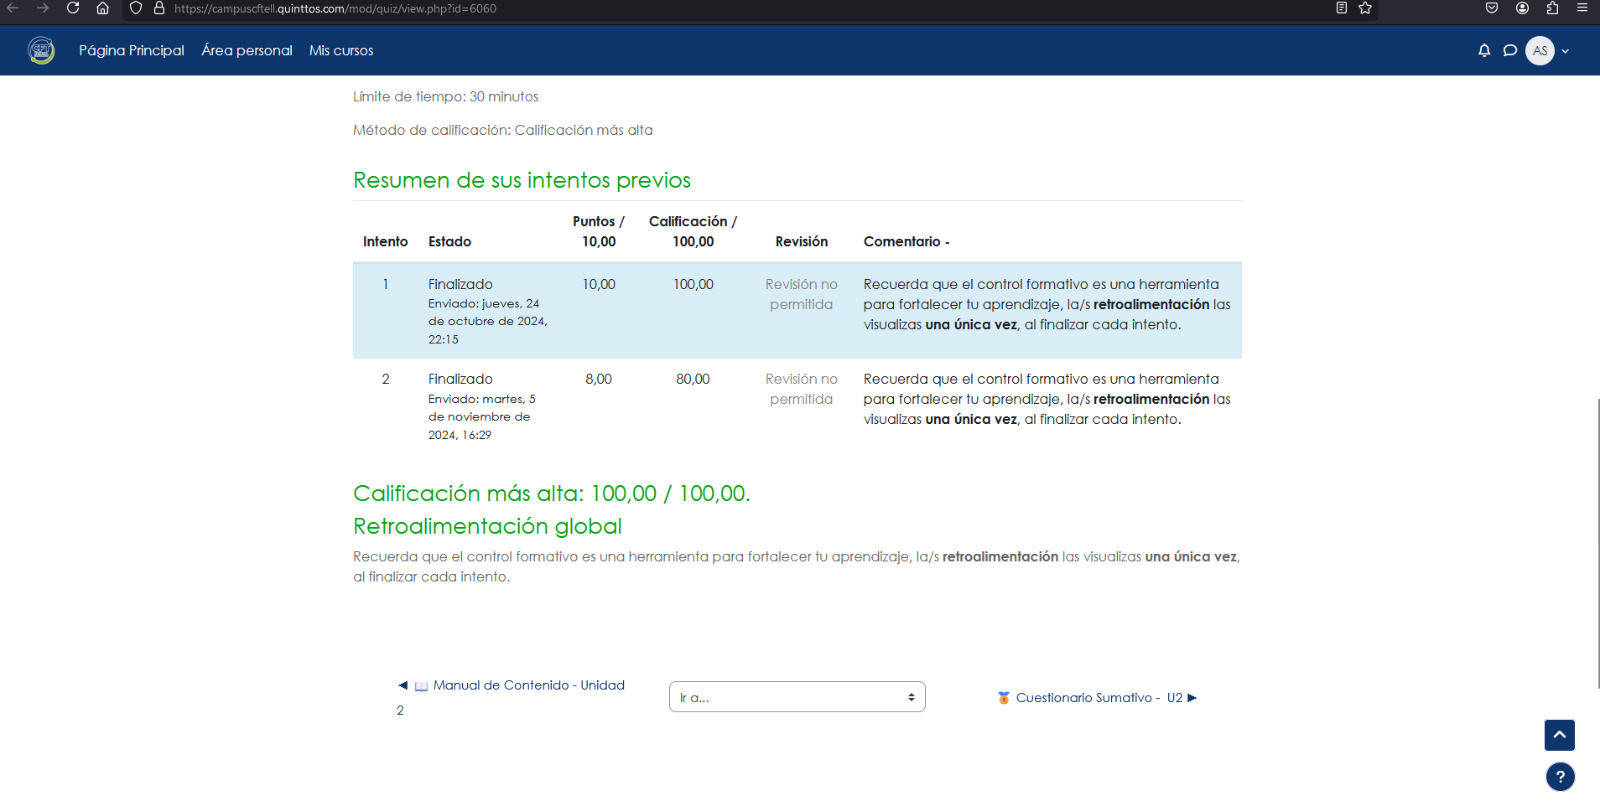 https://campuscftell.quinttos.com/mod/quiz/view.php?id=6060
Página Principal Área personal Mis cursos
AS
Límite de tiempo: 30 minutos
Método de calificación: Calificación más alta
Resumen de sus intentos previos
Intento Estado Puntos / 10,00 Calificación / 100,00 Revisión Comentario -
1 Finalizado 10,00 100,00 Revisión no permitida
Enviado: jueves, 24
de octubre de 2024,
22:15
Recuerda que el control formativo es una herramienta
para fortalecer tu aprendizaje, la/s retroalimentación las
visualizas una única vez, al finalizar cada intento.
2 Finalizado 8,00 80,00 Revisión no permitida
Enviado: martes, 5
de noviembre de
2024, 16:29
Recuerda que el control formativo es una herramienta
para fortalecer tu aprendizaje, la/s retroalimentación las
visualizas una única vez, al finalizar cada intento.
Calificación más alta: 100,00 / 100,00.
Retroalimentación global
Recuerda que el control formativo es una herramienta para fortalecer tu aprendizaje, la/s retroalimentación las visualizas una única vez,
al finalizar cada intento.
◄ 📖 Manual de Contenido - Unidad
2
Ir a...
🏅 Cuestionario Sumativo - U2 ►
?